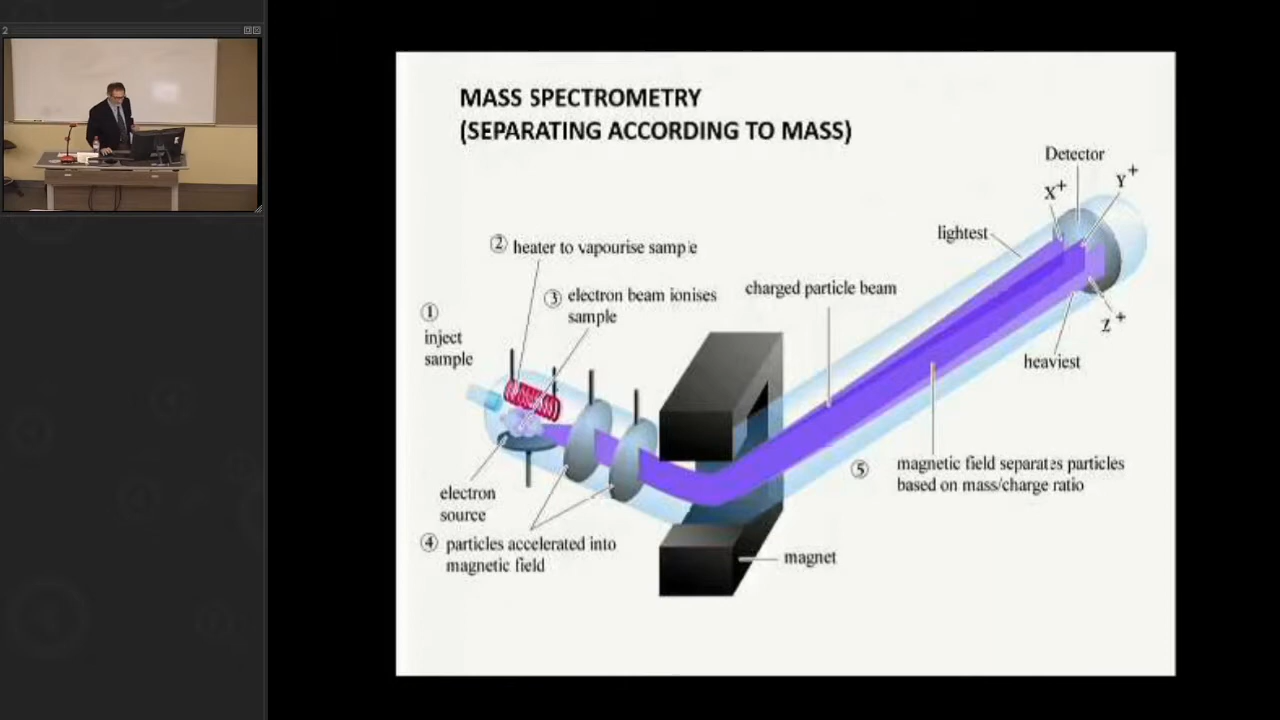 2
MASS SPECTROMETRY
(SEPARATING ACCORDING TO MASS)
Detector
X+
Y+
lightest
② heater to vapourise sample
③ electron beam ionises
sample
charged particle beam
①
inject
sample
Z+
heaviest
⑤ magnetic field separates particles
based on mass/charge ratio
electron
source
④ particles accelerated into
magnetic field
magnet